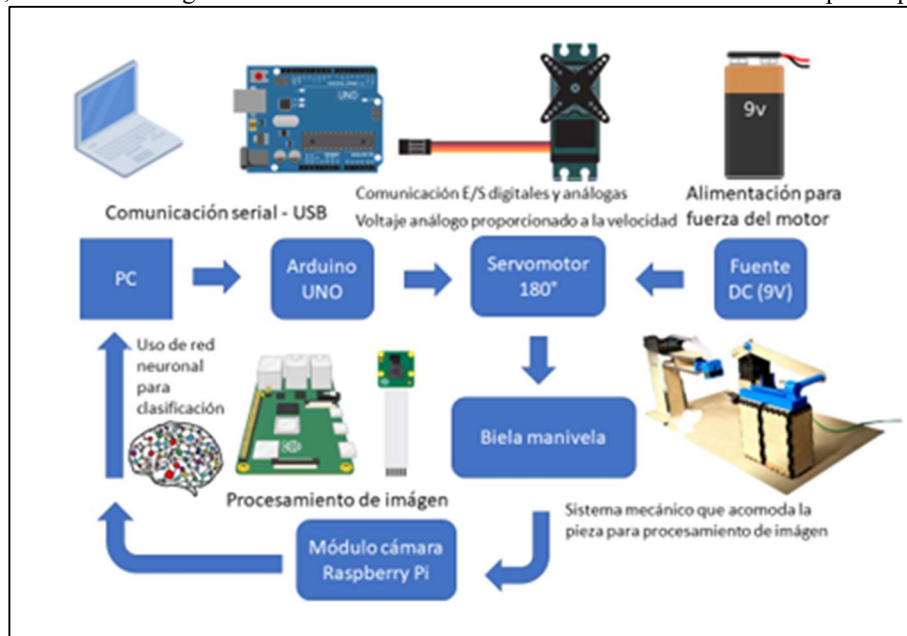 UNO
9v
Comunicación serial - USB
Comunicación E/S digitales y análogas
Voltaje análogo proporcionado a la velocidad
Alimentación para
fuerza del motor
PC
Arduino
UNO
Servomotor
180°
Fuente
DC (9V)
Uso de red
neuronal
para
clasificación
Biela manivela
Procesamiento de imágen
Sistema mecánico que acomoda la
pieza para procesamiento de imágen
Módulo cámara
Raspberry Pi